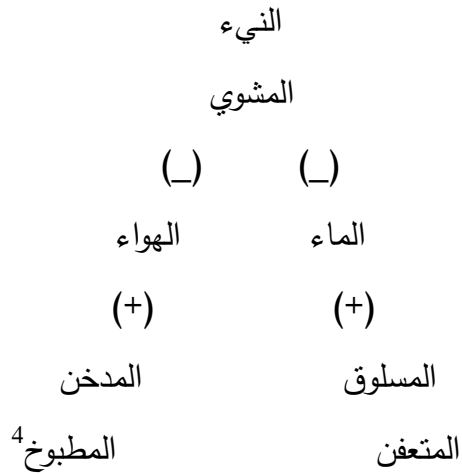 النيء
المشوي
(_) (_)
الماء الهواء
(+) (+)
المسلوق المدخن
المتعفن المطبوخ4